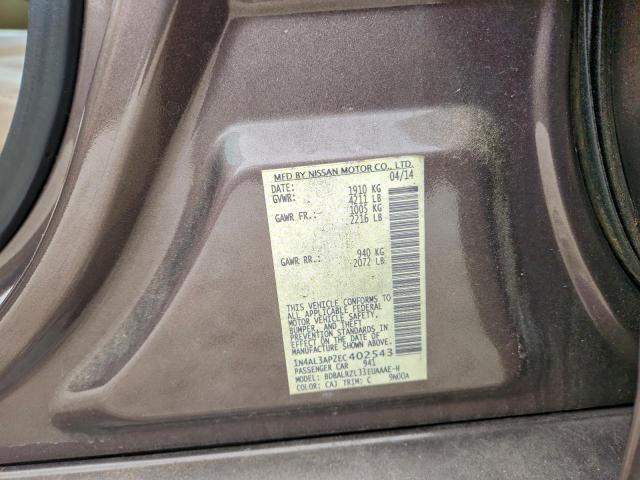 MFD BY NISSAN MOTOR CO., LTD.
DATE: 04/14
GVWR: 1910 KG
4211 LB
GAWR FR.: 1005 KG
2216 LB
GAWR RR.: 940 KG
2072 LB
THIS VEHICLE CONFORMS TO
ALL APPLICABLE FEDERAL
MOTOR VEHICLE SAFETY,
BUMPER, AND THEFT
PREVENTION STANDARDS IN
EFFECT ON THE DATE OF
MANUFACTURE SHOWN ABOVE.
1N4AL3AP2EC402543
PASSENGER CAR 941
MODEL: BDBALRZL33EUAAAE-H
COLOR: CAJ TRIM: C 9N00A